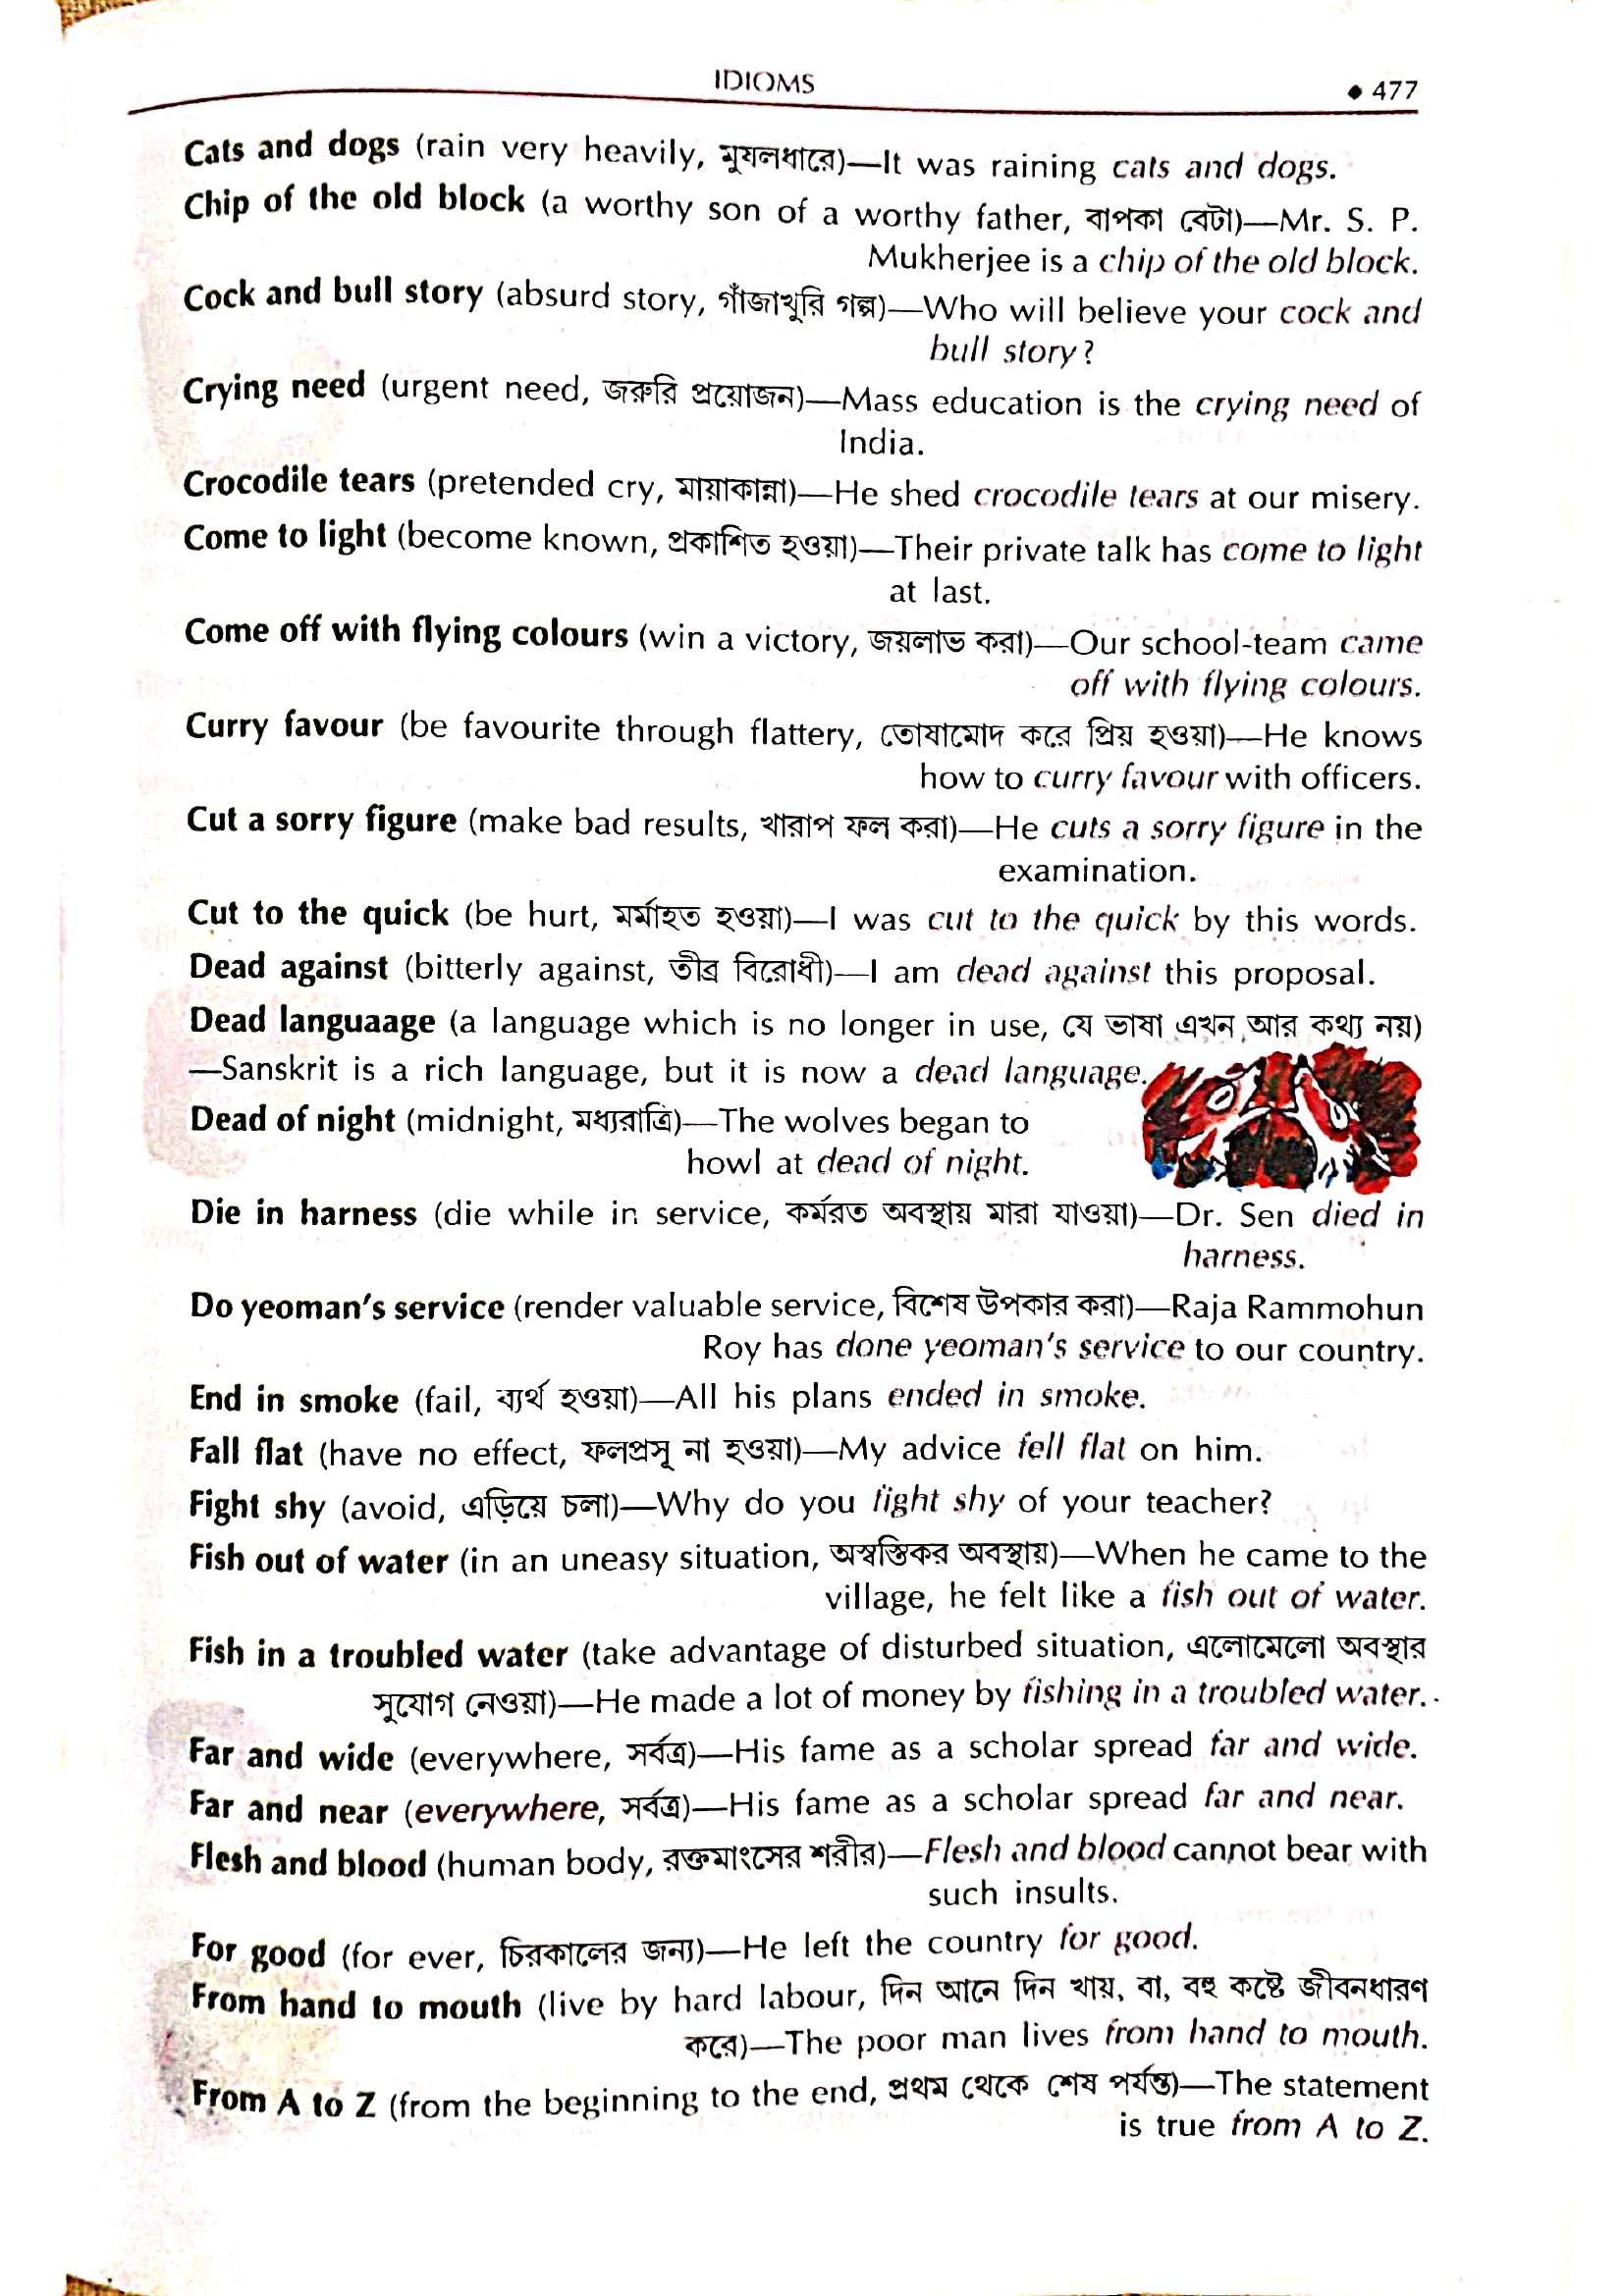 IDIOMS
• 477
Cats and dogs (rain very heavily, মুষলধারে)—It was raining cats and dogs.
Chip of the old block (a worthy son of a worthy father, বাপকা বেটা)—Mr. S. P.
Mukherjee is a chip of the old block.
Cock and bull story (absurd story, গাঁজাখুরি গল্প)—Who will believe your cock and
bull story?
Crying need (urgent need, জরুরি প্রয়োজন)—Mass education is the crying need of
India.
Crocodile tears (pretended cry, মায়াকান্না)—He shed crocodile tears at our misery.
Come to light (become known, প্রকাশিত হওয়া)—Their private talk has come to light
at last.
Come off with flying colours (win a victory, জয়লাভ করা)—Our school-team came
off with flying colours.
Curry favour (be favourite through flattery, তোষামোদ করে প্রিয় হওয়া)—He knows
how to curry favour with officers.
Cut a sorry figure (make bad results, খারাপ ফল করা)—He cuts a sorry figure in the
examination.
Cut to the quick (be hurt, মর্মাহত হওয়া)—I was cut to the quick by this words.
Dead against (bitterly against, তীব্র বিরোধী)—I am dead against this proposal.
Dead languaage (a language which is no longer in use, যে ভাষা এখন আর কথ্য নয়)
—Sanskrit is a rich language, but it is now a dead language.
Dead of night (midnight, মধ্যরাত্রি)—The wolves began to
howl at dead of night.
Die in harness (die while in service, কর্মরত অবস্থায় মারা যাওয়া)—Dr. Sen died in
harness.
Do yeoman's service (render valuable service, বিশেষ উপকার করা)—Raja Rammohun
Roy has done yeoman's service to our country.
End in smoke (fail, ব্যর্থ হওয়া)—All his plans ended in smoke.
Fall flat (have no effect, ফলপ্রসূ না হওয়া)—My advice fell flat on him.
Fight shy (avoid, এড়িয়ে চলা)—Why do you fight shy of your teacher?
Fish out of water (in an uneasy situation, অস্বস্তিকর অবস্থায়)—When he came to the
village, he felt like a fish out of water.
Fish in a troubled water (take advantage of disturbed situation, এলোমেলো অবস্থার
সুযোগ নেওয়া)—He made a lot of money by fishing in a troubled water.
Far and wide (everywhere, সর্বত্র)—His fame as a scholar spread far and wide.
Far and near (everywhere, সর্বত্র)—His fame as a scholar spread far and near.
Flesh and blood (human body, রক্তমাংসের শরীর)—Flesh and blood cannot bear with
such insults.
For good (for ever, চিরকালের জন্য)—He left the country for good.
From hand to mouth (live by hard labour, দিন আনে দিন খায়, বা, বহু কষ্টে জীবনধারণ
করে)—The poor man lives from hand to mouth.
From A to Z (from the beginning to the end, প্রথম থেকে শেষ পর্যন্ত)—The statement
is true from A to Z.